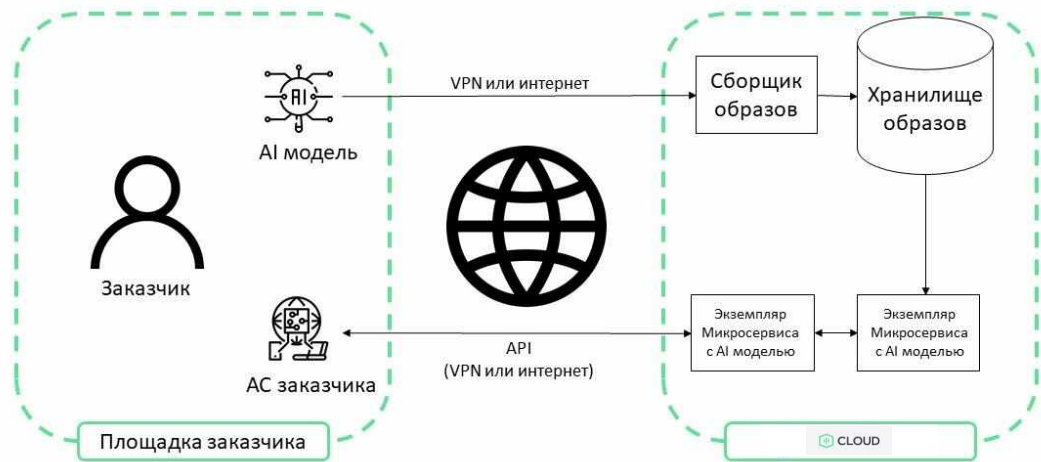 VPN или интернет
Сборщик
образов
Хранилище
образов
AI
AI модель
Заказчик
Экземпляр
Микросервиса
с AI моделью
Экземпляр
Микросервиса
с AI моделью
API
(VPN или интернет)
АС заказчика
Площадка заказчика
CLOUD